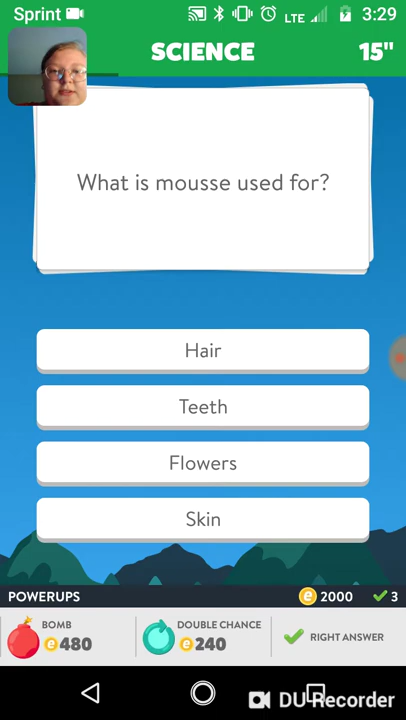 Sprint LTE 3:29
SCIENCE 15"
What is mousse used for?
Hair
Teeth
Flowers
Skin
POWERUPS e 2000 3
BOMB DOUBLE CHANCE RIGHT ANSWER
e 480 e 240
DU Recorder